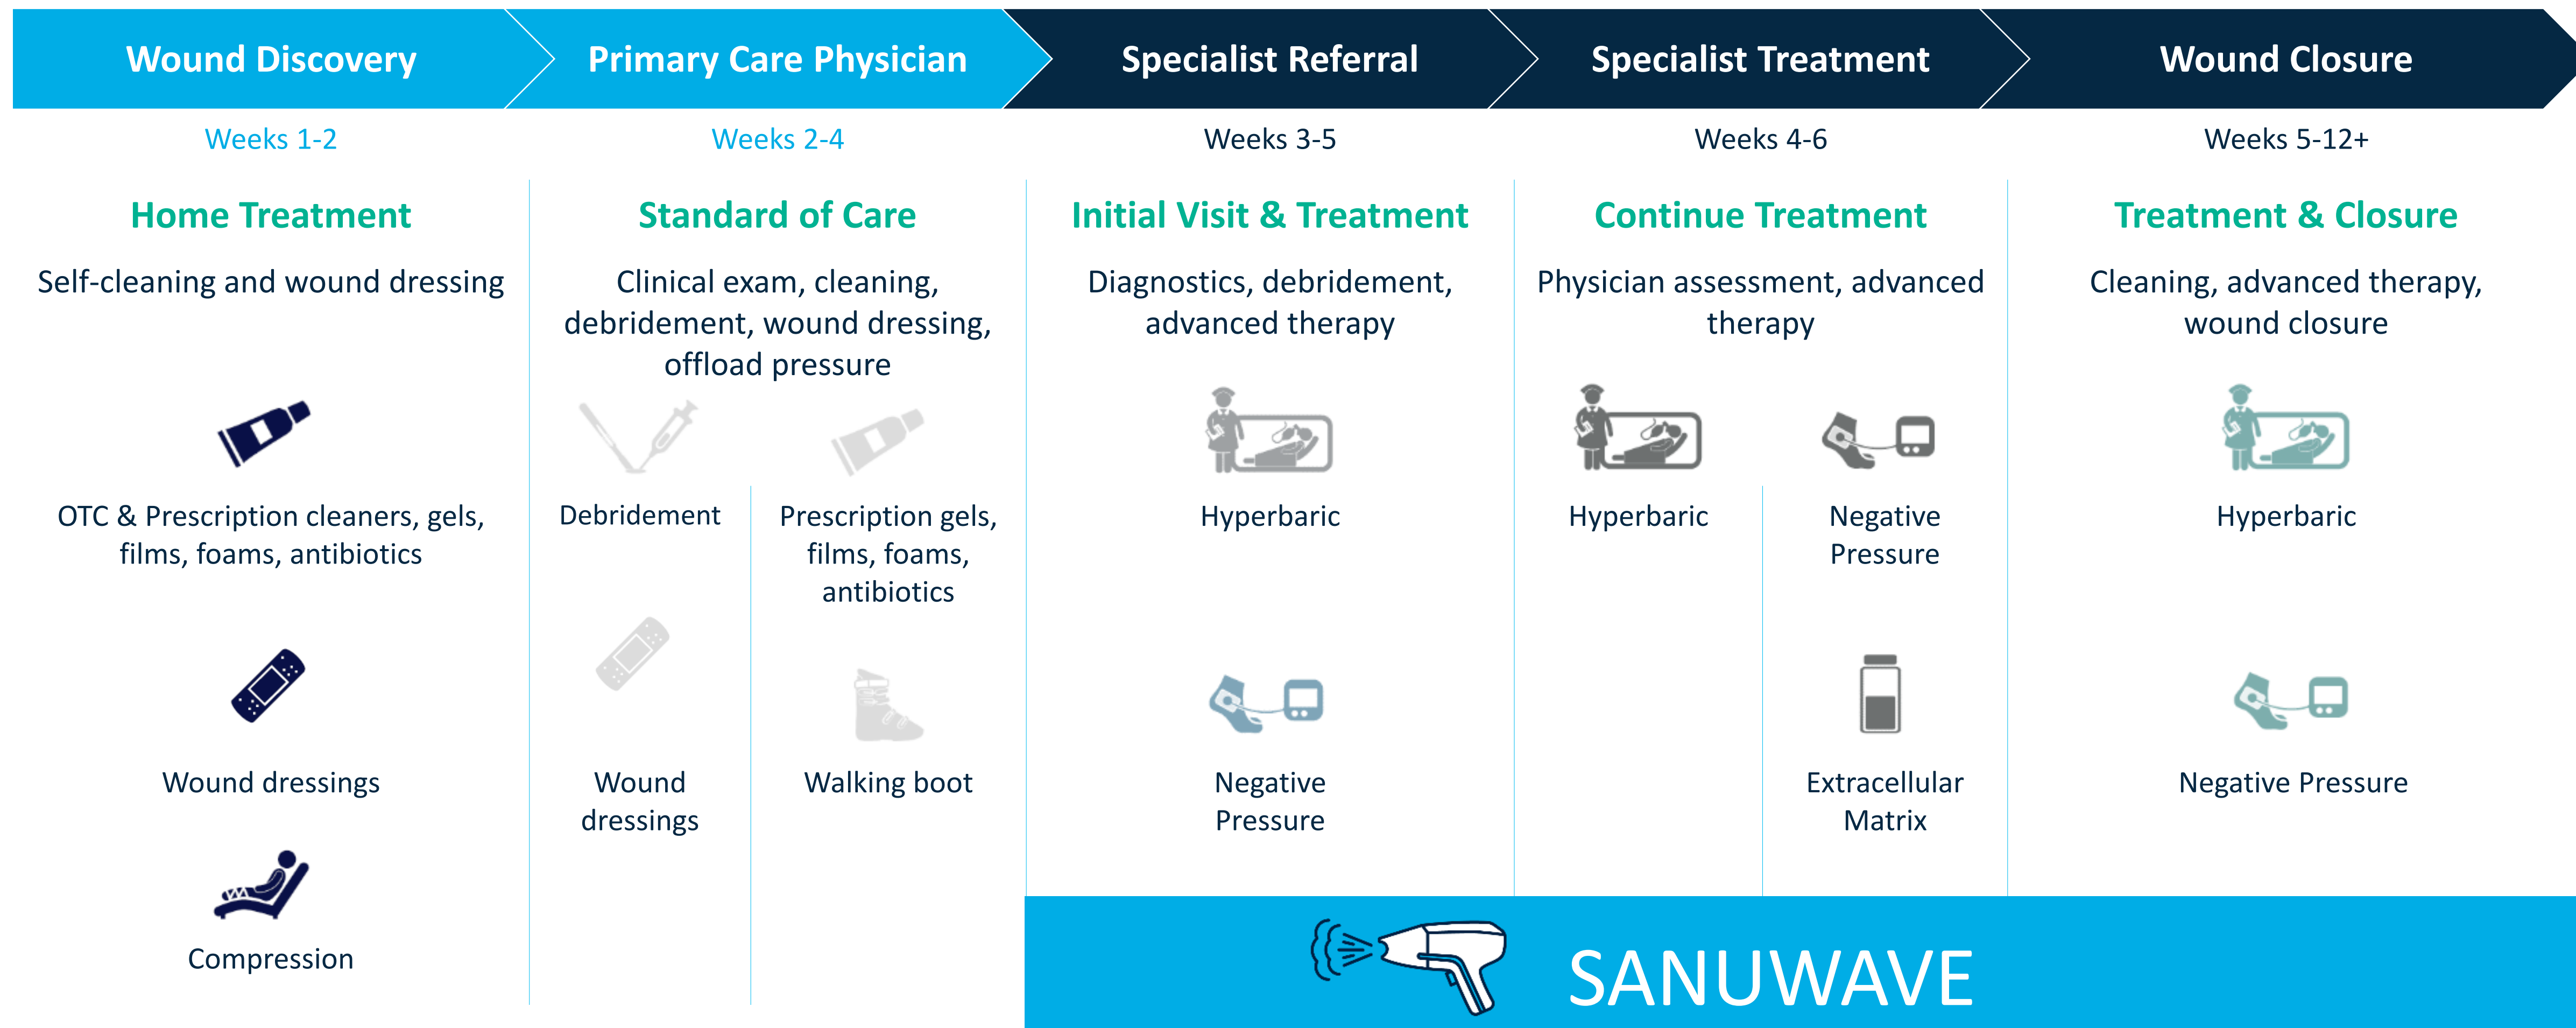 Wound Discovery
Primary Care Physician
Specialist Referral
Specialist Treatment
Wound Closure
Weeks 1-2
Weeks 2-4
Weeks 3-5
Weeks 4-6
Weeks 5-12+
Home Treatment
Self-cleaning and wound dressing
OTC & Prescription cleaners, gels,
films, foams, antibiotics
Wound dressings
Compression
Standard of Care
Clinical exam, cleaning,
debridement, wound dressing,
offload pressure
Debridement
Wound
dressings
Prescription gels,
films, foams,
antibiotics
Walking boot
Initial Visit & Treatment
Diagnostics, debridement,
advanced therapy
Hyperbaric
Negative
Pressure
Continue Treatment
Physician assessment, advanced
therapy
Hyperbaric
Negative
Pressure
Extracellular
Matrix
Treatment & Closure
Cleaning, advanced therapy,
wound closure
Hyperbaric
Negative Pressure
SANUWAVE